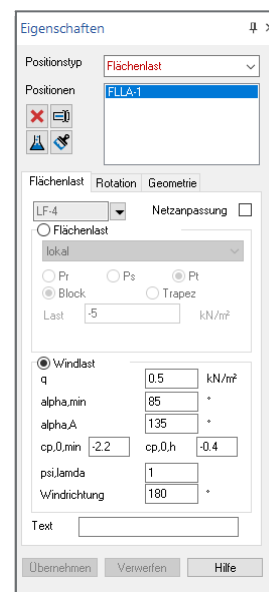 Eigenschaften
Positionstyp Flächenlast
Positionen FLLA-1
Flächenlast Rotation Geometrie
LF-4 Netzanpassung
Flächenlast
lokal
Pr Ps Pt
Block Trapez
Last -5 kN/m²
Windlast
q 0.5 kN/m²
alpha,min 85 °
alpha,A 135 °
cp,0,min -2.2 cp,0,h -0.4
psi,lamda 1
Windrichtung 180 °
Text
Übernehmen Verwerfen Hilfe